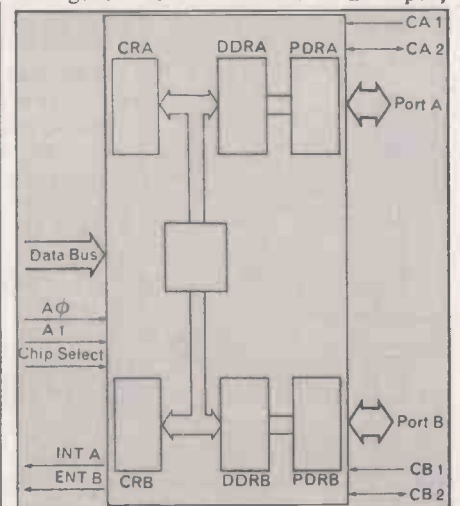 CA 1
CRA DDRA PDRA
CA 2
Port A
Data Bus
AΦ
A1
Chip Select
Port B
INT A
CB 1
ENT B
CRB DDRB PDRB
CB 2